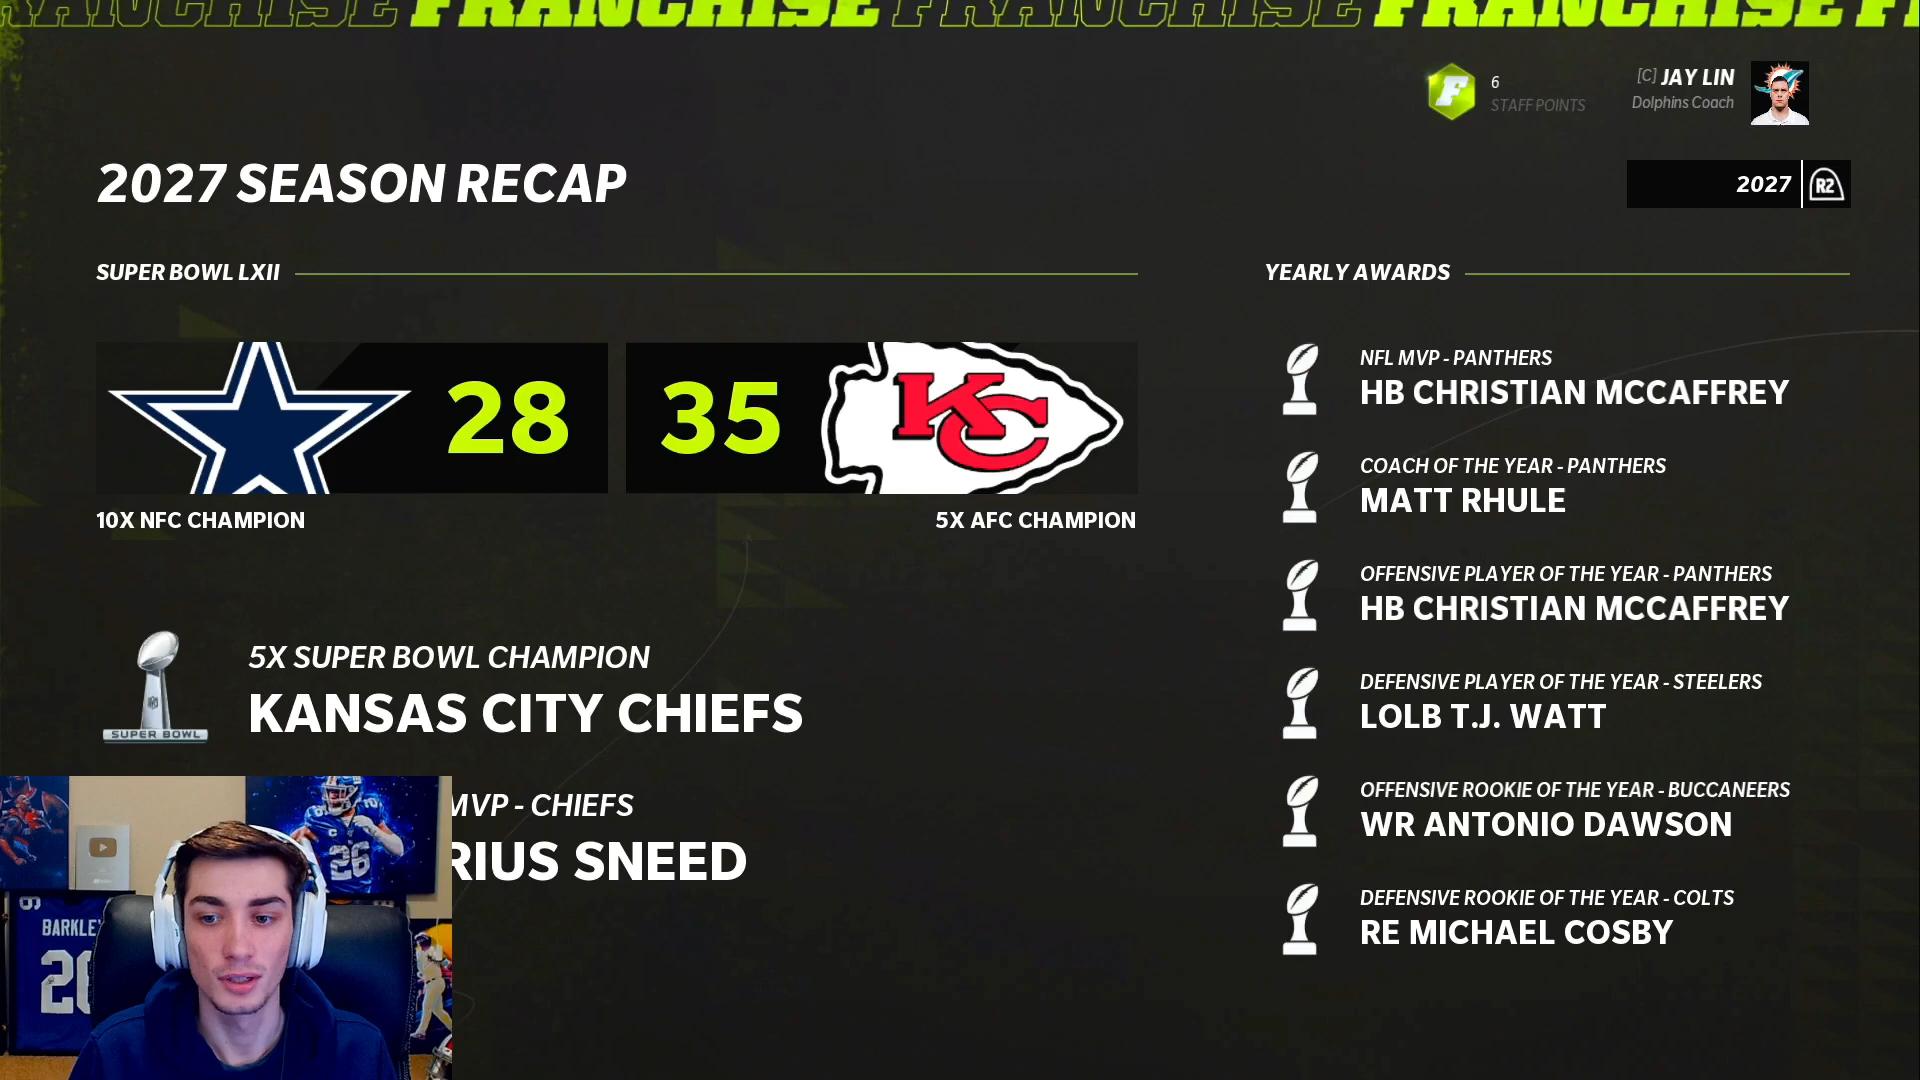 FRANCHISE FRANCHISE FRANCHISE FRANCHISE
6
STAFF POINTS
[C] JAY LIN
Dolphins Coach
2027 SEASON RECAP
2027 R2
SUPER BOWL LXII
28 35 KC
10X NFC CHAMPION
5X AFC CHAMPION
5X SUPER BOWL CHAMPION
KANSAS CITY CHIEFS
SUPER BOWL
MVP - CHIEFS
RIUS SNEED
YEARLY AWARDS
NFL MVP - PANTHERS
HB CHRISTIAN MCCAFFREY
COACH OF THE YEAR - PANTHERS
MATT RHULE
OFFENSIVE PLAYER OF THE YEAR - PANTHERS
HB CHRISTIAN MCCAFFREY
DEFENSIVE PLAYER OF THE YEAR - STEELERS
LOLB T.J. WATT
OFFENSIVE ROOKIE OF THE YEAR - BUCCANEERS
WR ANTONIO DAWSON
DEFENSIVE ROOKIE OF THE YEAR - COLTS
RE MICHAEL COSBY
26
BARKLE